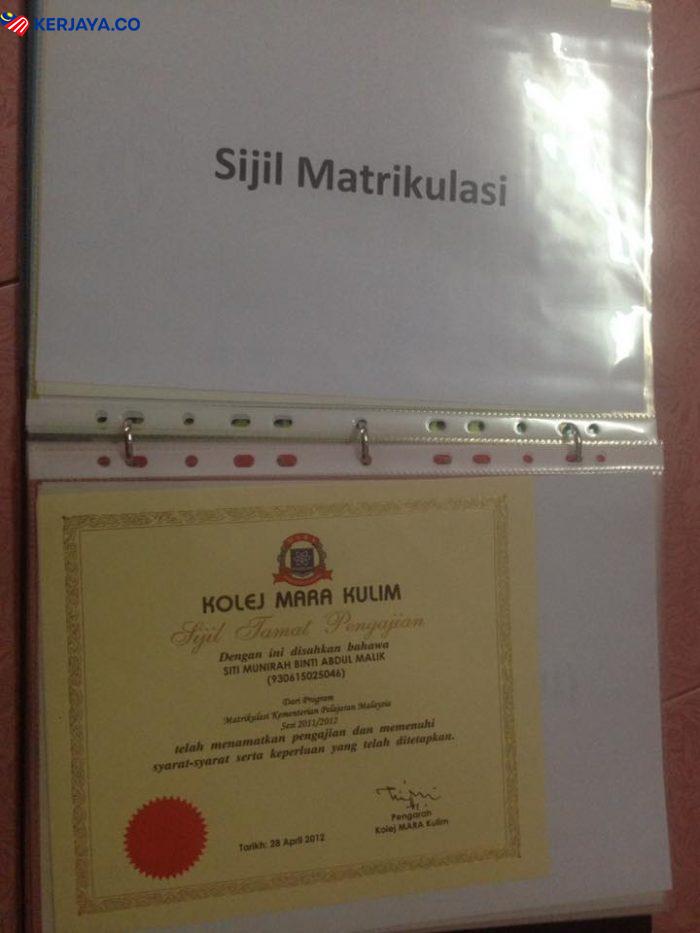 KERJAYA.CO
Sijil Matrikulasi
KOLEJ MARA KULIM
Sijil Tamat Pengajian
Dengan ini disahkan bahawa
SITI MUNIRAH BINTI ABDUL MALIK
(930615025046)
Dari Program
Matrikulasi Kementerian Pelajaran Malaysia
Sesi 2011/2012
telah menamatkan pengajian dan memenuhi
syarat-syarat serta keperluan yang telah ditetapkan.
Pengarah
Kolej MARA Kulim
Tarikh: 28 April 2012